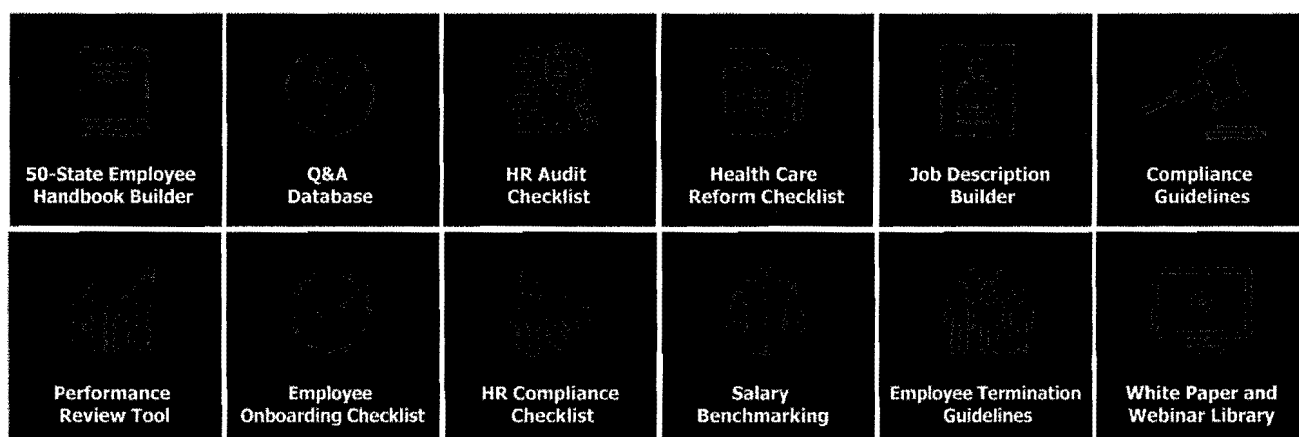 50-State Employee
Handbook Builder
Q&A
Database
HR Audit
Checklist
Health Care
Reform Checklist
Job Description
Builder
Compliance
Guidelines
Performance
Review Tool
Employee
Onboarding Checklist
HR Compliance
Checklist
Salary
Benchmarking
Employee Termination
Guidelines
White Paper and
Webinar Library